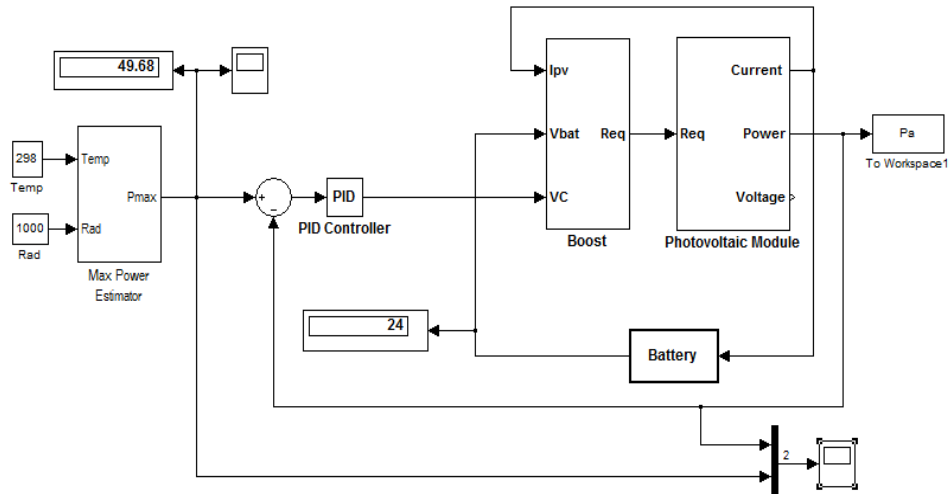 49.68
Ipv
Current
298
Temp
Temp
Vbat
Req
Req
Power
Pa
To Workspace1
Pmax
+
−
PID
VC
Voltage
1000
Rad
Rad
PID Controller
Boost
Photovoltaic Module
Max Power
Estimator
24
Battery
2